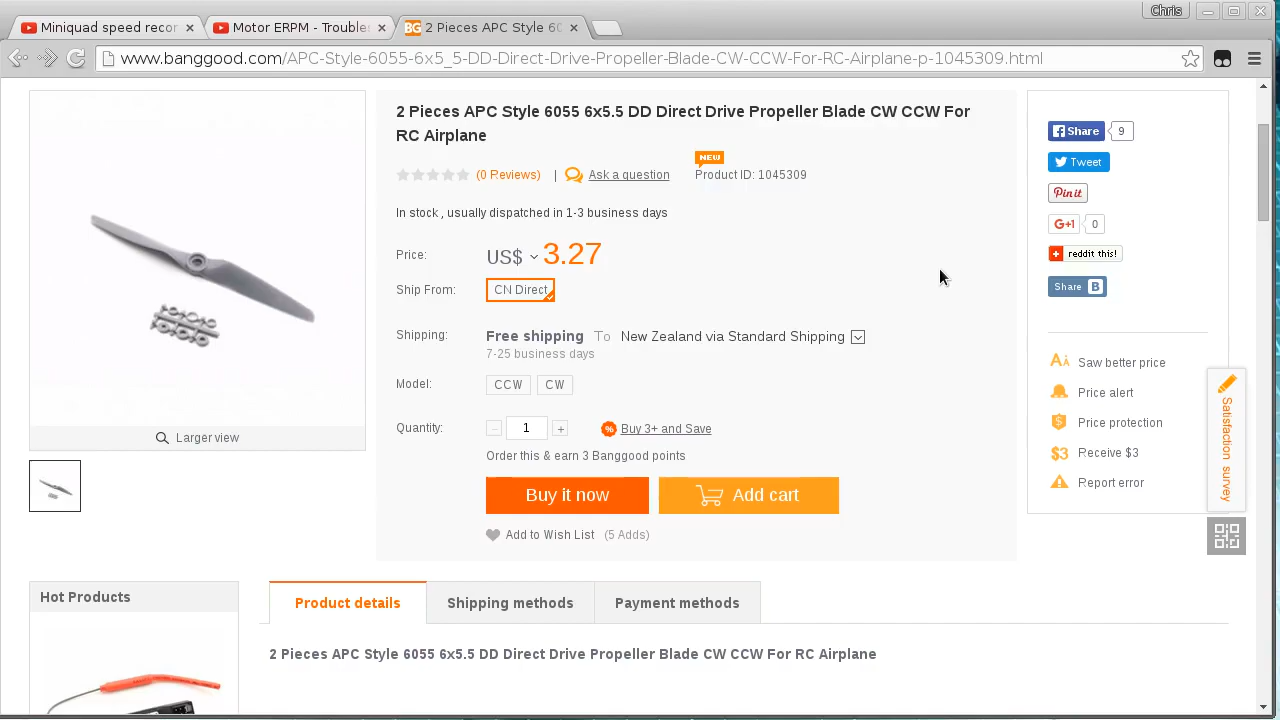 Chris
Miniquad speed recor
Motor ERPM - Troubles
BG 2 Pieces APC Style 60
www.banggood.com/APC-Style-6055-6x5_5-DD-Direct-Drive-Propeller-Blade-CW-CCW-For-RC-Airplane-p-1045309.html
2 Pieces APC Style 6055 6x5.5 DD Direct Drive Propeller Blade CW CCW For
RC Airplane
NEW
(0 Reviews) | Ask a question Product ID: 1045309
In stock , usually dispatched in 1-3 business days
Price: US$ 3.27
Ship From: CN Direct
Shipping: Free shipping To New Zealand via Standard Shipping
7-25 business days
Model: CCW CW
Quantity: - 1 + % Buy 3+ and Save
Order this & earn 3 Banggood points
Buy it now Add cart
Add to Wish List (5 Adds)
Larger view
Share 9
Tweet
Pin it
G+1 0
+ reddit this!
Share B
Saw better price
Price alert
$ Price protection
$3 Receive $3
Report error
Satisfaction survey
Hot Products
Product details Shipping methods Payment methods
2 Pieces APC Style 6055 6x5.5 DD Direct Drive Propeller Blade CW CCW For RC Airplane